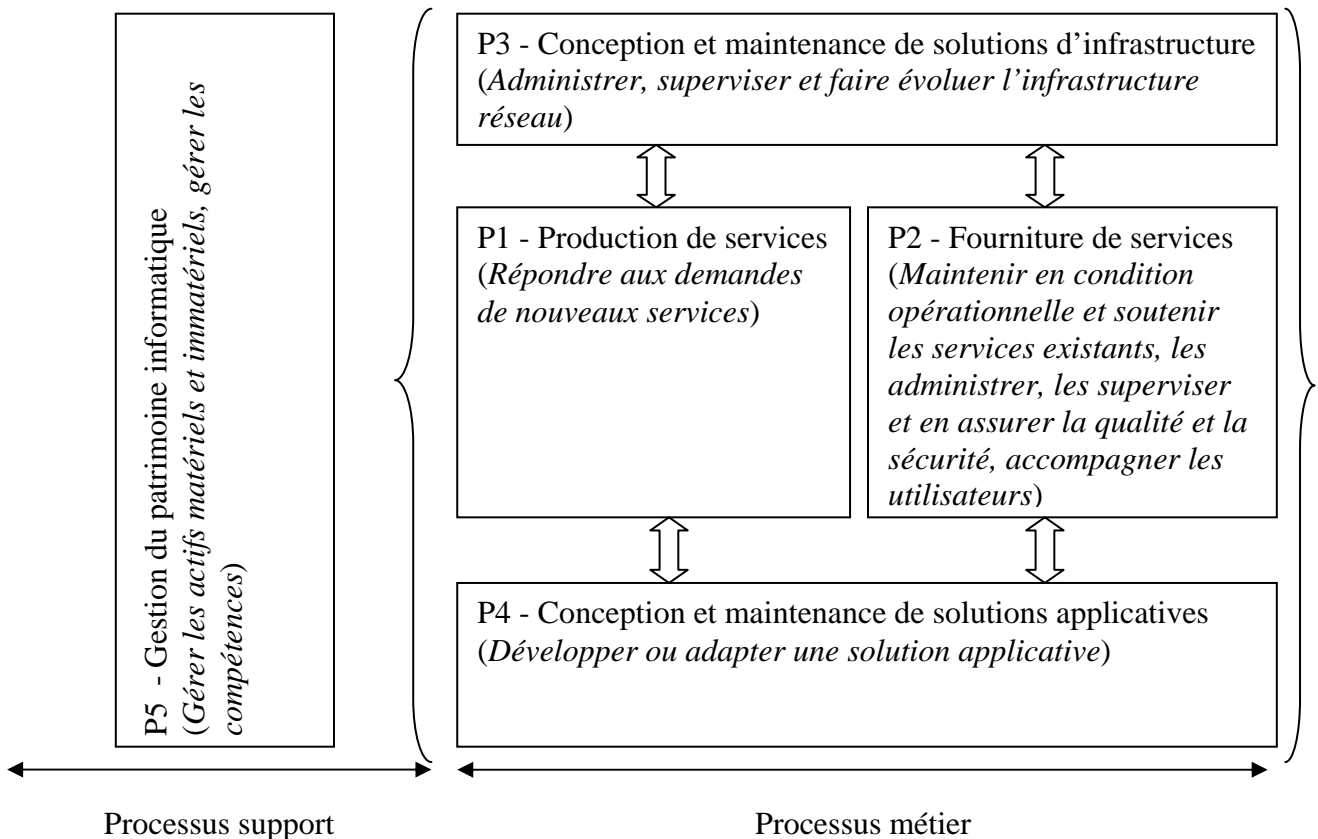 P5 - Gestion du patrimoine informatique
(Gérer les actifs matériels et immatériels, gérer les
compétences)
P3 - Conception et maintenance de solutions d’infrastructure
(Administrer, superviser et faire évoluer l’infrastructure
réseau)
P1 - Production de services
(Répondre aux demandes
de nouveaux services)
P2 - Fourniture de services
(Maintenir en condition
opérationnelle et soutenir
les services existants, les
administrer, les superviser
et en assurer la qualité et la
sécurité, accompagner les
utilisateurs)
P4 - Conception et maintenance de solutions applicatives
(Développer ou adapter une solution applicative)
Processus support
Processus métier